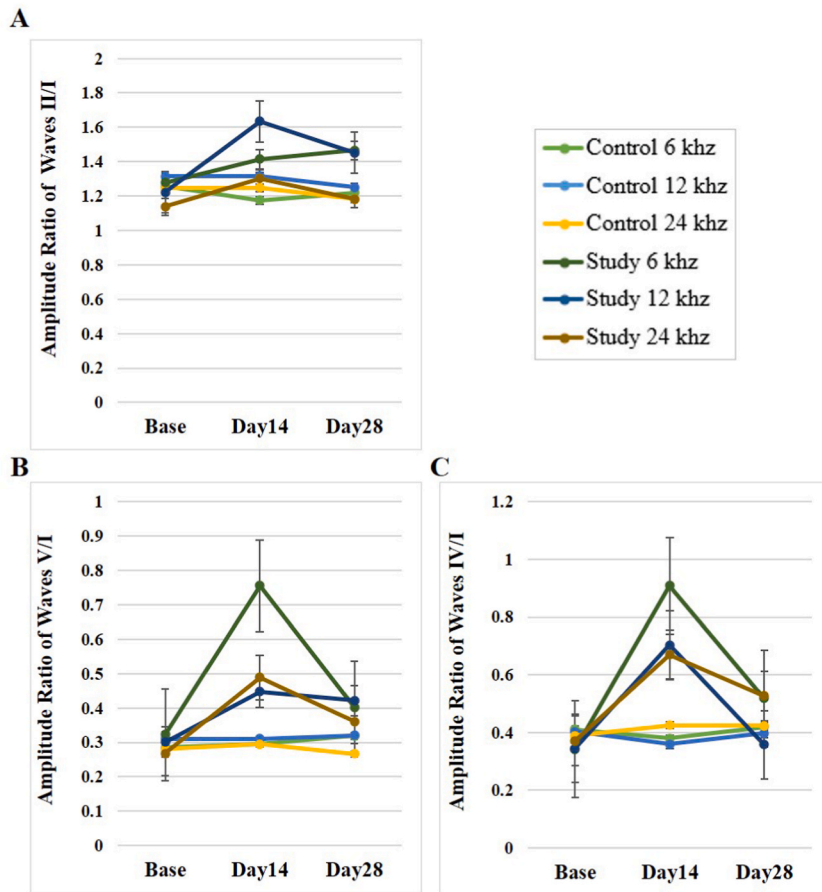 A
Amplitude Ratio of Waves II/I
2
1.8
1.6
1.4
1.2
1
0.8
0.6
0.4
0.2
0
Base Day14 Day28
Control 6 khz
Control 12 khz
Control 24 khz
Study 6 khz
Study 12 khz
Study 24 khz
B
Amplitude Ratio of Waves V/I
1
0.9
0.8
0.7
0.6
0.5
0.4
0.3
0.2
0.1
0
Base Day14 Day28
C
Amplitude Ratio of Waves IV/I
1.2
1
0.8
0.6
0.4
0.2
0
Base Day14 Day28